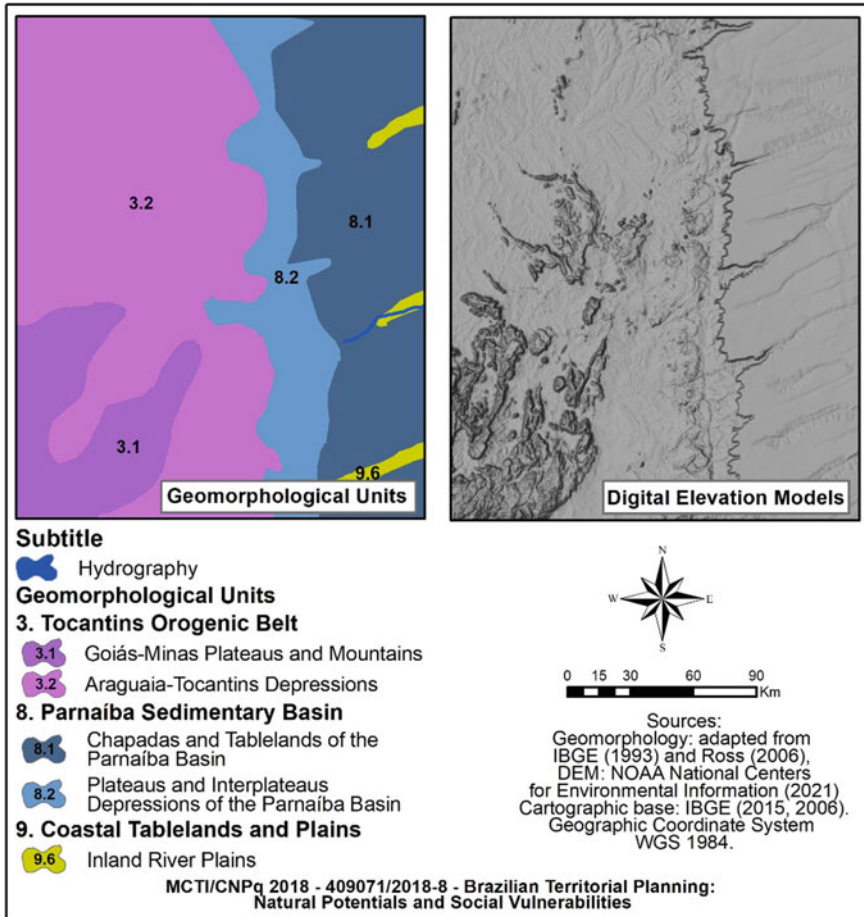 3.2
8.1
8.2
3.1
9.6
Geomorphological Units
Digital Elevation Models
Subtitle
Hydrography
Geomorphological Units
3. Tocantins Orogenic Belt
3.1 Goiás-Minas Plateaus and Mountains
3.2 Araguaia-Tocantins Depressions
8. Parnaíba Sedimentary Basin
8.1 Chapadas and Tablelands of the
Parnaíba Basin
8.2 Plateaus and Interplateaus
Depressions of the Parnaíba Basin
9. Coastal Tablelands and Plains
9.6 Inland River Plains
N
W E
S
0 15 30 60 90
Km
Sources:
Geomorphology: adapted from
IBGE (1993) and Ross (2006),
DEM: NOAA National Centers
for Environmental Information (2021)
Cartographic base: IBGE (2015, 2006).
Geographic Coordinate System
WGS 1984.
MCTI/CNPq 2018 - 409071/2018-8 - Brazilian Territorial Planning:
Natural Potentials and Social Vulnerabilities